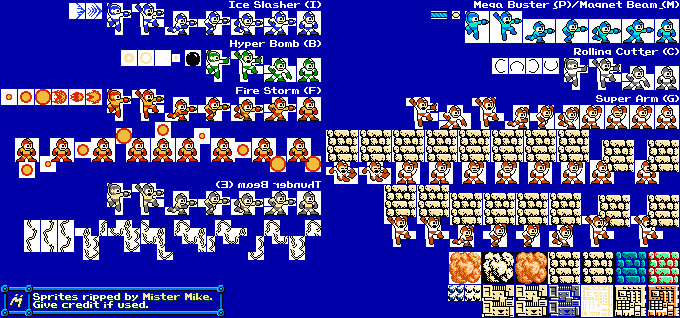 Ice Slasher (I)
Hyper Bomb (B)
Fire Storm (F)
Thunder Beam (E)
Mega Buster (P)/Magnet Beam (M)
Rolling Cutter (C)
Super Arm (G)
M
Sprites ripped by Mister Mike.
Give credit if used.